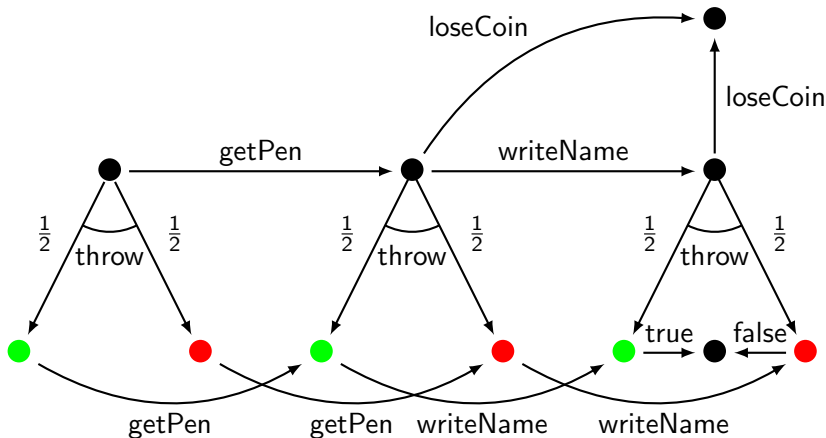 loseCoin
loseCoin
getPen
writeName
1/2
1/2
throw
1/2
1/2
throw
1/2
1/2
throw
true
false
getPen
getPen
writeName
writeName